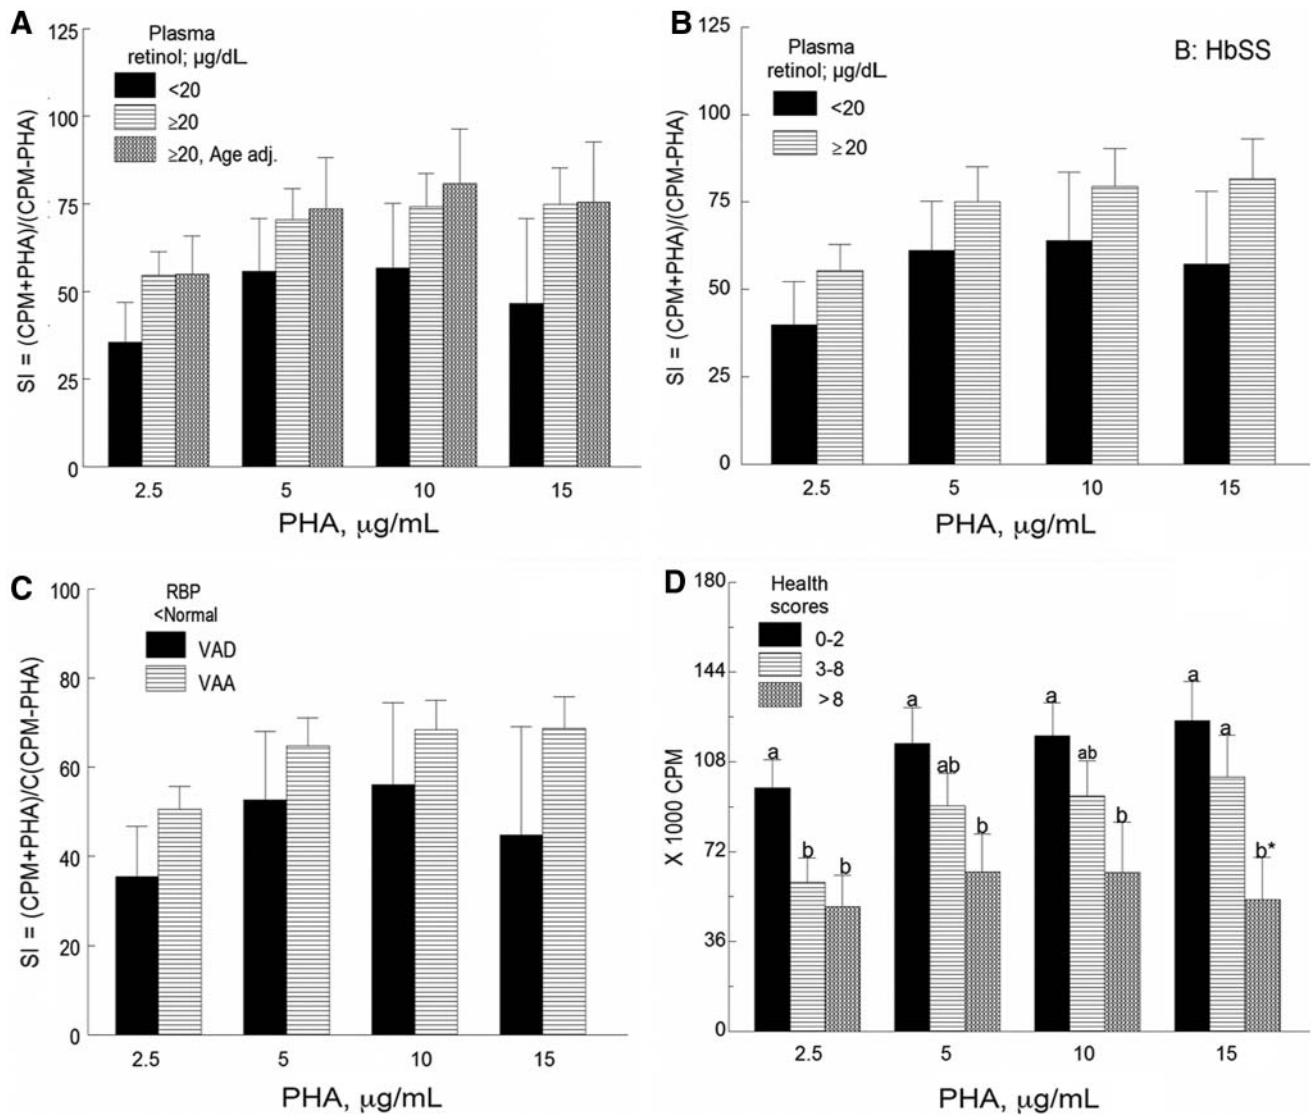 A
125
100
75
50
25
0
Plasma
retinol; µg/dL
<20
≥20
≥20, Age adj.
SI = (CPM+PHA)/(CPM-PHA)
2.5 5 10 15
PHA, µg/mL
B
125
100
75
50
25
0
Plasma
retinol; µg/dL
<20
≥20
B: HbSS
SI = (CPM+PHA)/(CPM-PHA)
2.5 5 10 15
PHA, µg/mL
C
100
80
60
40
20
0
RBP
<Normal
VAD
VAA
SI = (CPM+PHA)/C(CPM-PHA)
2.5 5 10 15
PHA, µg/mL
D
180
144
108
72
36
0
Health
scores
0-2
3-8
>8
X 1000 CPM
a b b
a ab b
a ab b
a a b*
2.5 5 10 15
PHA, µg/mL